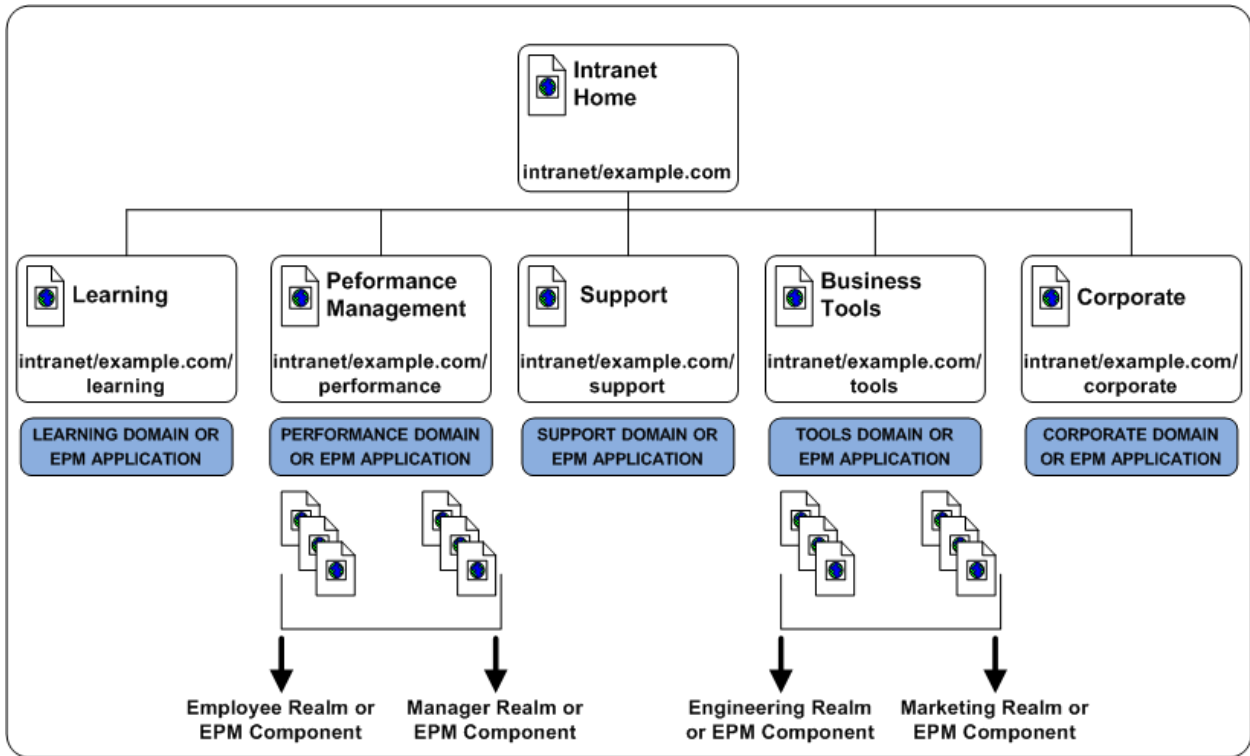 Intranet
Home
intranet/example.com
Learning
intranet/example.com/
learning
Peformance
Management
intranet/example.com/
performance
Support
intranet/example.com/
support
Business
Tools
intranet/example.com/
tools
Corporate
intranet/example.com/
corporate
LEARNING DOMAIN OR
EPM APPLICATION
PERFORMANCE DOMAIN
OR EPM APPLICATION
SUPPORT DOMAIN OR
EPM APPLICATION
TOOLS DOMAIN OR
EPM APPLICATION
CORPORATE DOMAIN
OR EPM APPLICATION
Employee Realm or
EPM Component
Manager Realm or
EPM Component
Engineering Realm
or EPM Component
Marketing Realm or
EPM Component